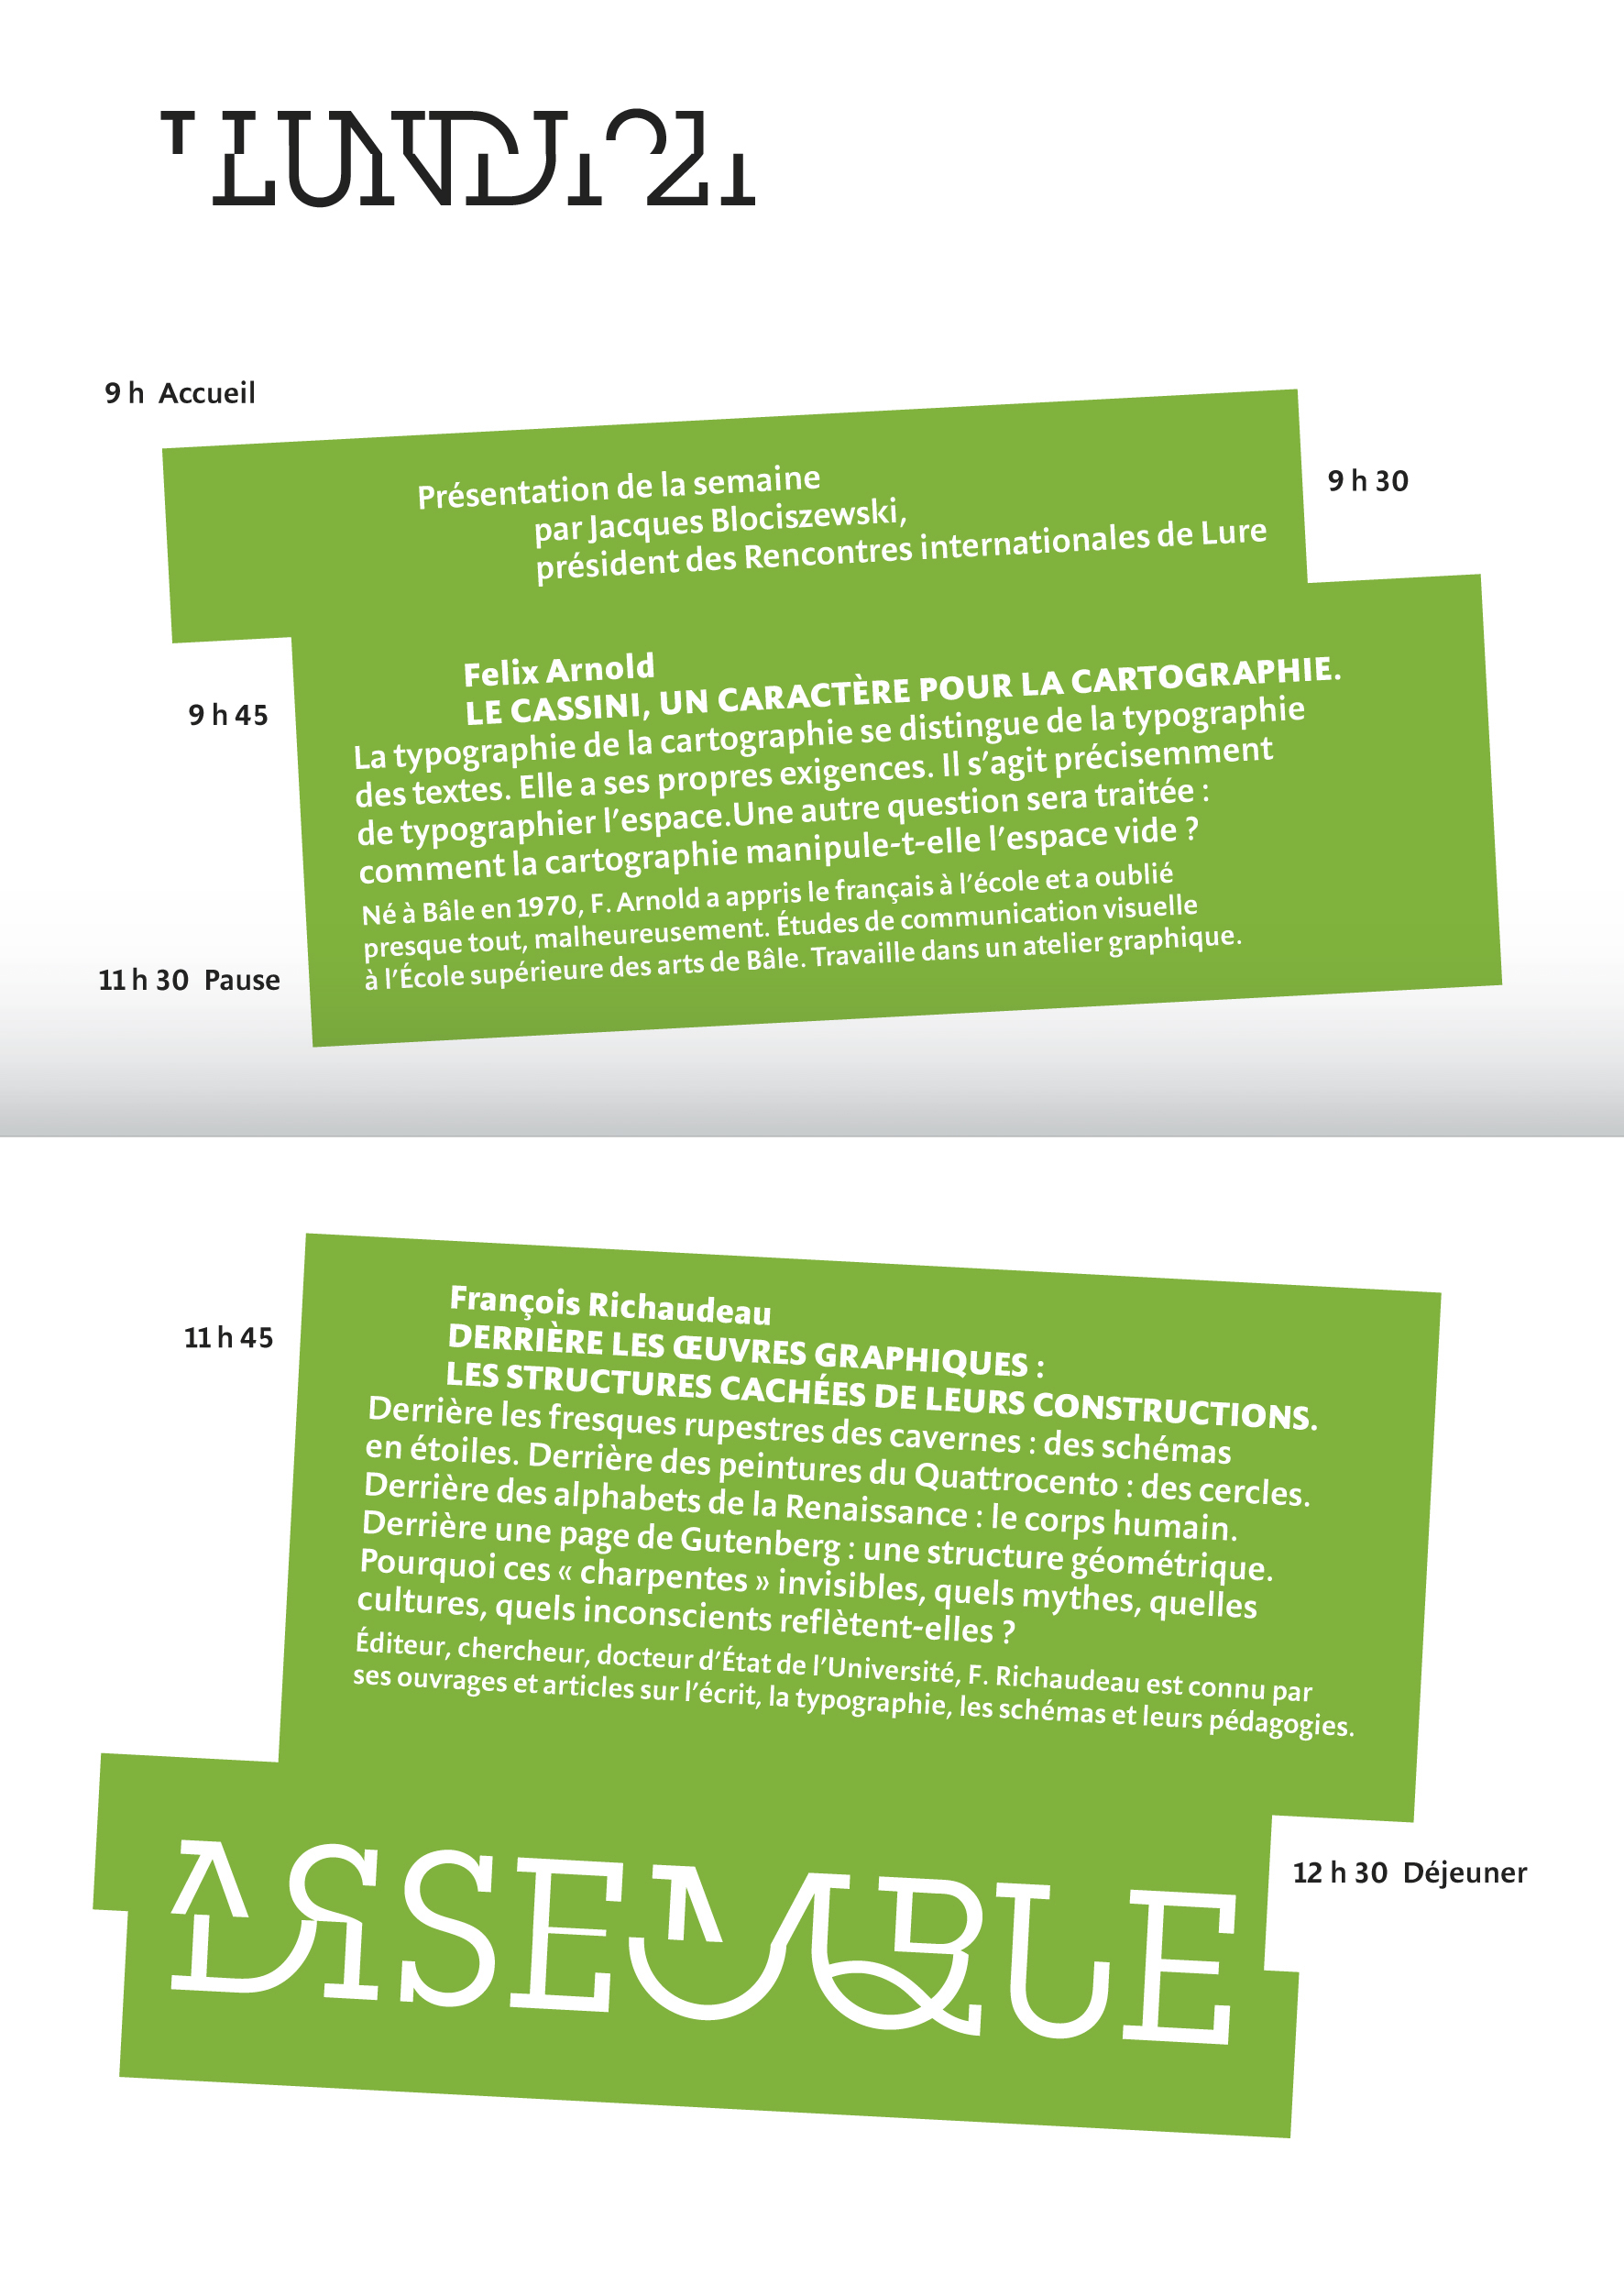 LUNDI 21
9 h Accueil
Présentation de la semaine
par Jacques Blociszewski,
président des Rencontres internationales de Lure
9 h 30
9 h 45
Felix Arnold
LE CASSINI, UN CARACTÈRE POUR LA CARTOGRAPHIE.
La typographie de la cartographie se distingue de la typographie
des textes. Elle a ses propres exigences. Il s’agit précisemment
de typographier l’espace.Une autre question sera traitée :
comment la cartographie manipule-t-elle l’espace vide ?
Né à Bâle en 1970, F. Arnold a appris le français à l’école et a oublié
presque tout, malheureusement. Études de communication visuelle
à l’École supérieure des arts de Bâle. Travaille dans un atelier graphique.
11 h 30 Pause
11 h 45
François Richaudeau
DERRIÈRE LES ŒUVRES GRAPHIQUES :
LES STRUCTURES CACHÉES DE LEURS CONSTRUCTIONS.
Derrière les fresques rupestres des cavernes : des schémas
en étoiles. Derrière des peintures du Quattrocento : des cercles.
Derrière des alphabets de la Renaissance : le corps humain.
Derrière une page de Gutenberg : une structure géométrique.
Pourquoi ces « charpentes » invisibles, quels mythes, quelles
cultures, quels inconscients reflètent-elles ?
Éditeur, chercheur, docteur d’État de l’Université, F. Richaudeau est connu par
ses ouvrages et articles sur l’écrit, la typographie, les schémas et leurs pédagogies.
12 h 30 Déjeuner
ASSEMBLE